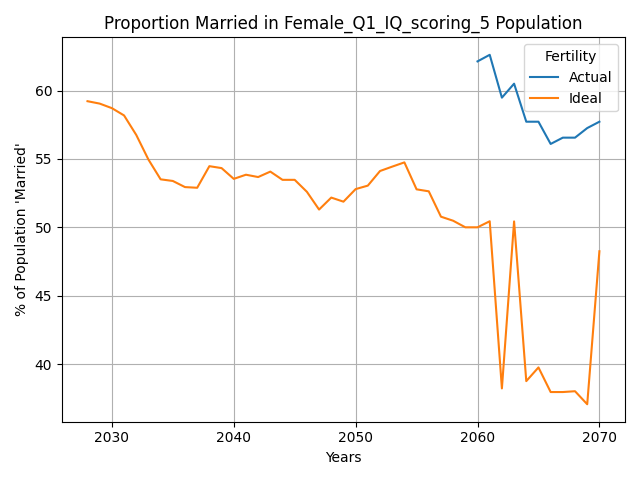 Proportion Married in Female_Q1_IQ_scoring_5 Population
% of Population 'Married'
60
55
50
45
40
Fertility
Actual
Ideal
2030 2040 2050 2060 2070
Years